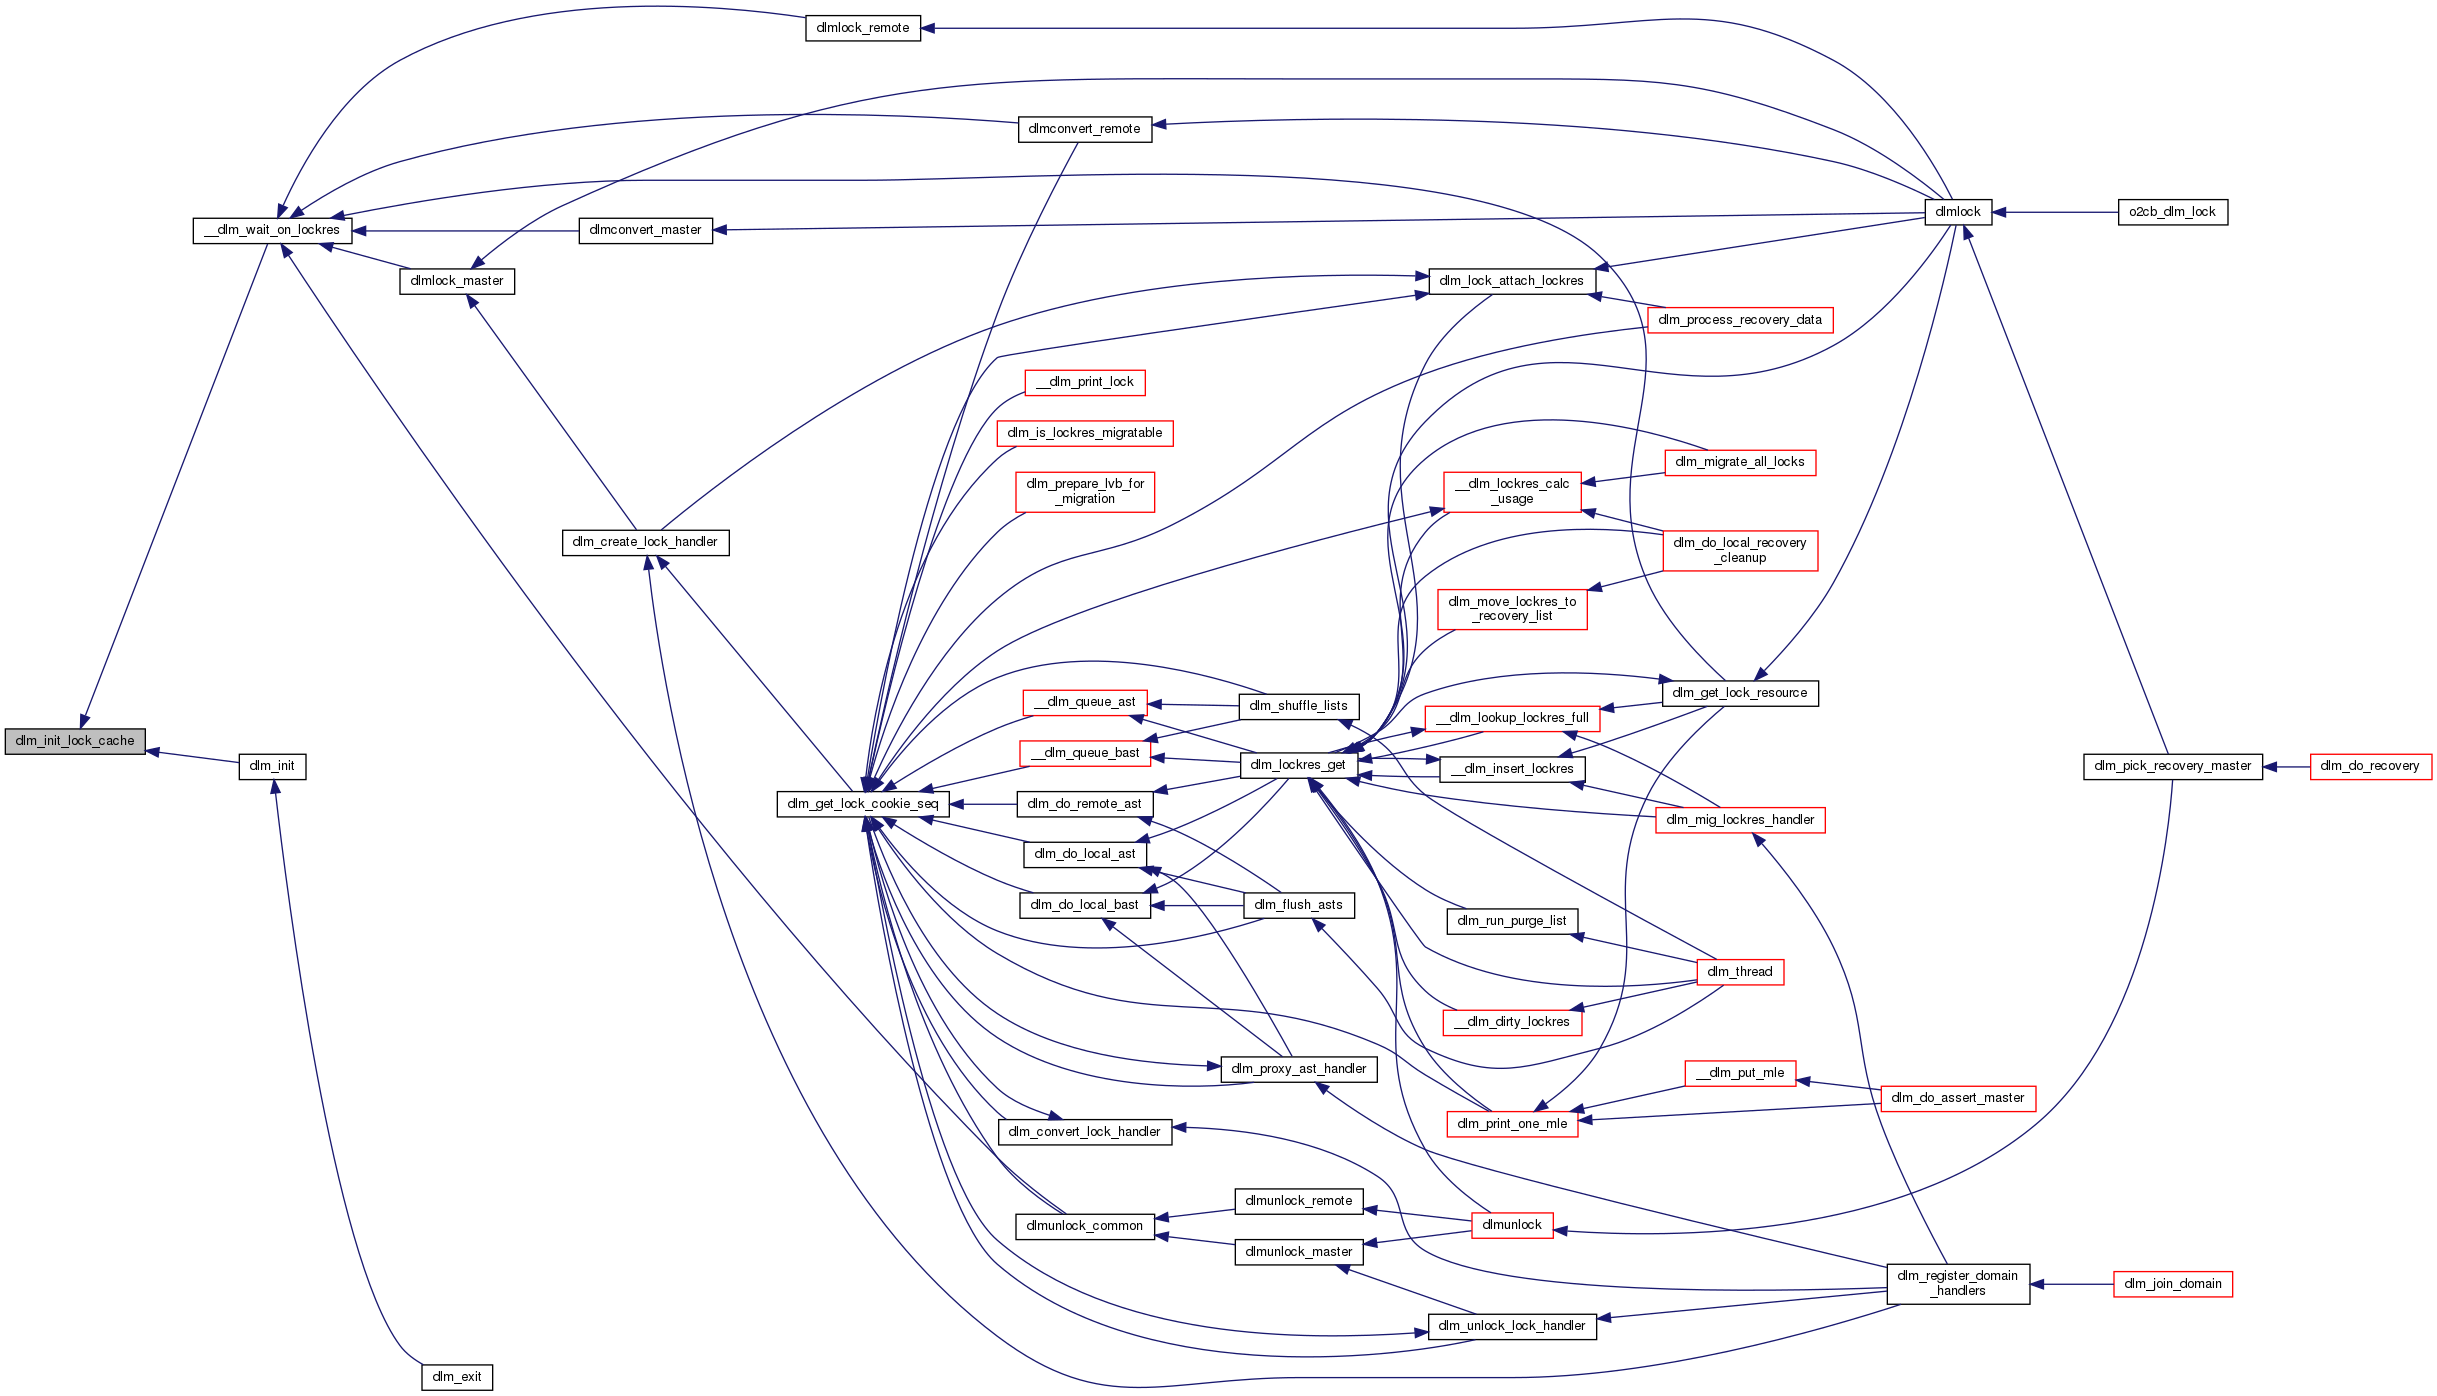 dlmlock_remote
dlmconvert_remote
__dlm_wait_on_lockres
dlmconvert_master
dlmlock
o2cb_dlm_lock
dlmlock_master
dlm_lock_attach_lockres
dlm_process_recovery_data
__dlm_print_lock
dlm_is_lockres_migratable
dlm_migrate_all_locks
dlm_prepare_lvb_for
_migration
__dlm_lockres_calc
_usage
dlm_create_lock_handler
dlm_do_local_recovery
_cleanup
dlm_move_lockres_to
_recovery_list
dlm_get_lock_resource
__dlm_queue_ast
dlm_shuffle_lists
__dlm_lookup_lockres_full
dlm_init_lock_cache
__dlm_queue_bast
dlm_init
dlm_lockres_get
__dlm_insert_lockres
dlm_pick_recovery_master
dlm_do_recovery
dlm_get_lock_cookie_seq
dlm_do_remote_ast
dlm_mig_lockres_handler
dlm_do_local_ast
dlm_do_local_bast
dlm_flush_asts
dlm_run_purge_list
dlm_thread
__dlm_dirty_lockres
dlm_proxy_ast_handler
__dlm_put_mle
dlm_do_assert_master
dlm_convert_lock_handler
dlm_print_one_mle
dlmunlock_remote
dlmunlock_common
dlmunlock
dlmunlock_master
dlm_register_domain
_handlers
dlm_join_domain
dlm_unlock_lock_handler
dlm_exit